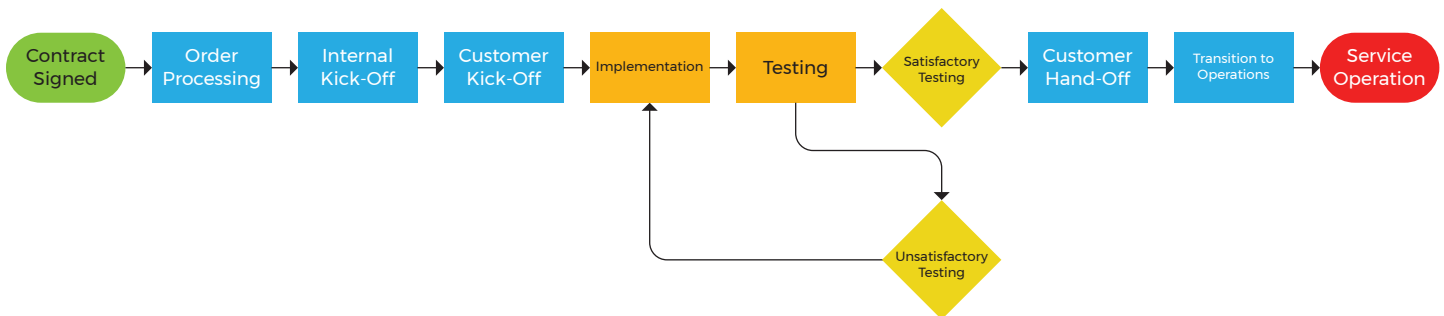 Contract
Signed
Order
Processing
Internal
Kick-Off
Customer
Kick-Off
Implementation
Testing
Satisfactory
Testing
Customer
Hand-Off
Transition to
Operations
Service
Operation
Unsatisfactory
Testing